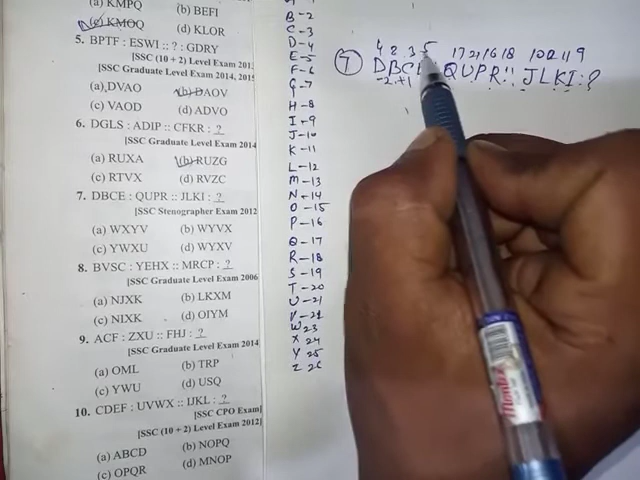 (a) KMPQ (b) BEFI
(c) KMOQ (d) KLOR
5. BPTF : ESWI :: ? : GDRY
[SSC (10 + 2) Level Exam 201
[SSC Graduate Level Exam 2014, 201
(a) DVAO (b) DAOV
(c) VAOD (d) ADVO
6. DGLS : ADIP :: CFKR : ?
[SSC Graduate Level Exam 2014
(a) RUXA (b) RUZG
(c) RTVX (d) RVZC
7. DBCE : QUPR :: JLKI : ?
[SSC Stenographer Exam 2012
(a) WXYV (b) WYVX
(c) YWXU (d) WYXV
8. BVSC : YEHX :: MRCP : ?
[SSC Graduate Level Exam 2006
(a) NJXK (b) LKXM
(c) NIXK (d) OIYM
9. ACF : ZXU :: FHJ : ?
[SSC Graduate Level Exam 2014
(a) OML (b) TRP
(c) YWU (d) USQ
10. CDEF : UVWX :: IJKL : ?
[SSC CPO Exam
[SSC (10 + 2) Level Exam 2012]
(a) ABCD (b) NOPQ
(c) OPQR (d) MNOP
B-2
C-3
D-4
E-5
F-6
G-7
H-8
I-9
J-10
K-11
L-12
M-13
N-14
O-15
P-16
Q-17
R-18
S-19
T-20
U-21
V-22
W 23
X 24
Y 25
Z 26
4 2 3 5 17 21 16 18 10 12 11 9
7 DBCE QUPR :: JLKI : ?
-2 +1
Montex